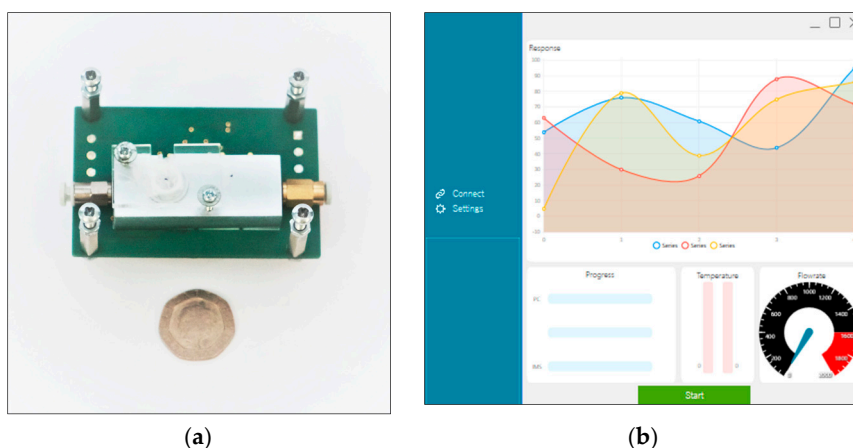 Response
100
90
80
70
60
50
40
30
20
10
0
-10
0 1 2 3
Series Series Series
Connect
Settings
Progress
PC
IMS
Temperature
0 0
Flowrate
0 200 400 600 800 1000 1200 1400 1600 1800 2000
Start
(a) (b)